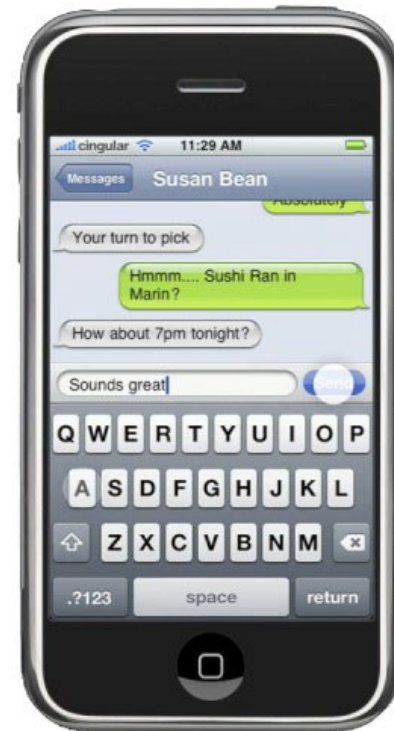 cingular 11:29 AM
Messages Susan Bean
Absolutely
Your turn to pick
Hmmm.... Sushi Ran in
Marin?
How about 7pm tonight?
Sounds great Send
Q W E R T Y U I O P
A S D F G H J K L
Z X C V B N M
.?123 space return